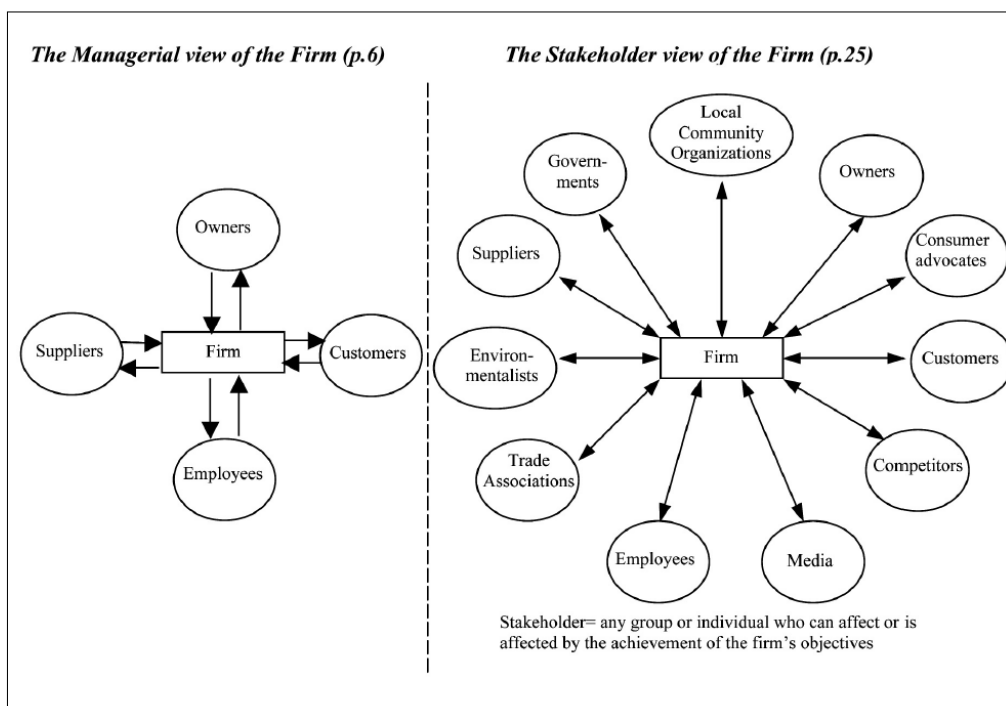 The Managerial view of the Firm (p.6)
Owners
Suppliers
Firm
Customers
Employees
The Stakeholder view of the Firm (p.25)
Local
Community
Organizations
Govern-
ments
Owners
Suppliers
Consumer
advocates
Firm
Environ-
mentalists
Customers
Trade
Associations
Competitors
Employees
Media
Stakeholder= any group or individual who can affect or is
affected by the achievement of the firm's objectives